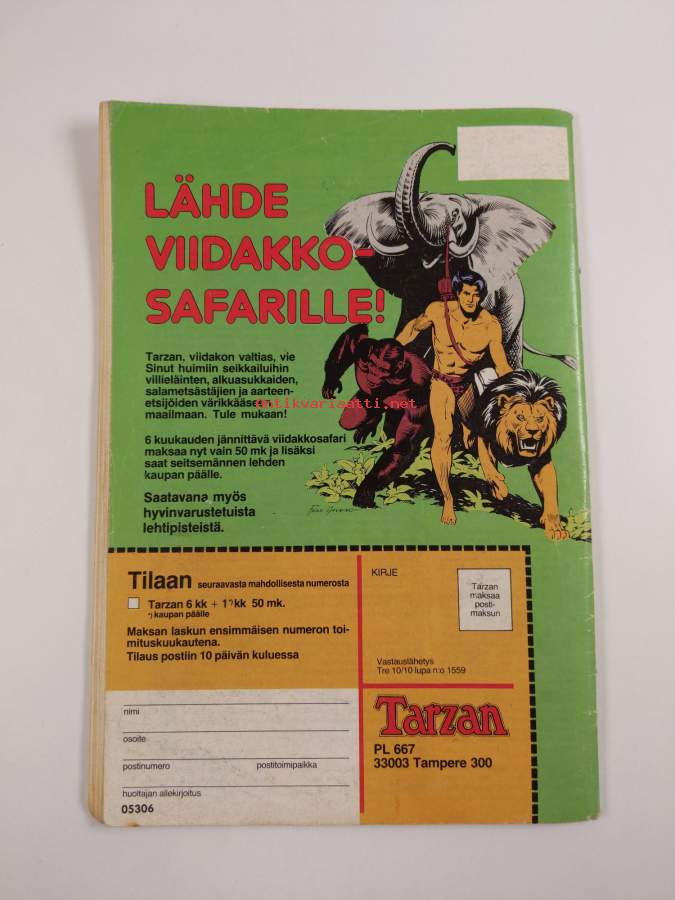 LÄHDE
VIIDAKKO-
SAFARILLE!
Tarzan, viidakon valtias, vie
Sinut huimiin seikkailuihin
villieläinten, alkuasukkaiden,
salametsästäjien ja aarteen-
etsijöiden värikkääseen
maailmaan. Tule mukaan!
antikvariaatti.net
6 kuukauden jännittävä viidakkosafari
maksaa nyt vain 50 mk ja lisäksi
saat seitsemännen lehden
kaupan päälle.
Saatavana myös
hyvinvarustetuista
lehtipisteistä.
Tilaan seuraavasta mahdollisesta numerosta
Tarzan 6 kk + 1*) kk 50 mk.
*) kaupan päälle
Maksan laskun ensimmäisen numeron toi-
mituskuukautena.
Tilaus postiin 10 päivän kuluessa
nimi
osoite
postinumero postitoimipaikka
huoltajan allekirjoitus
05306
KIRJE
Tarzan
maksaa
posti-
maksun
Vastauslähetys
Tre 10/10 lupa n:o 1559
Tarzan
PL 667
33003 Tampere 300